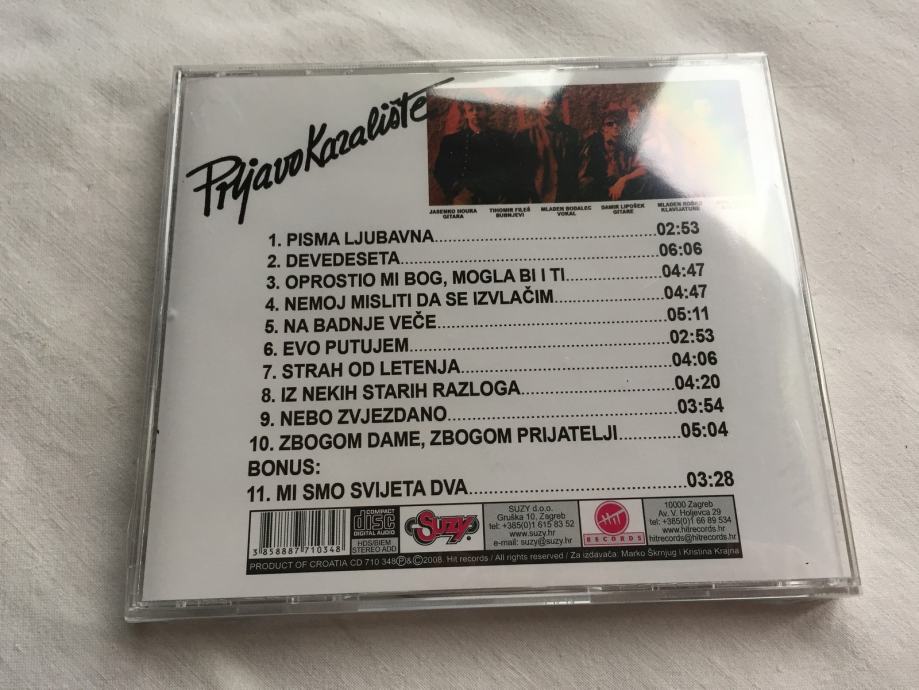 Prljavo Kazalište
JASENKO HOURA TIHOMIR FILEŠ MLADEN BODALEC DAMIR LIPOŠEK MLADEN ROŠKO
GITARA BUBNJEVI VOKAL GITARE KLAVIJATURE
1. PISMA LJUBAVNA 02:53
2. DEVEDESETA 06:06
3. OPROSTIO MI BOG, MOGLA BI I TI 04:47
4. NEMOJ MISLITI DA SE IZVLAČIM 04:47
5. NA BADNJE VEČE 05:11
6. EVO PUTUJEM 02:53
7. STRAH OD LETENJA 04:06
8. IZ NEKIH STARIH RAZLOGA 04:20
9. NEBO ZVJEZDANO 03:54
10. ZBOGOM DAME, ZBOGOM PRIJATELJI 05:04
BONUS:
11. MI SMO SVIJETA DVA 03:28
3 858887 710348
COMPACT disc DIGITAL AUDIO
HDS/BIEM
STEREO ADD
SUZY
SUZY d.o.o.
Gruška 10, Zagreb
tel: +385(0)1 615 83 52
www.suzy.hr
e-mail: suzy@suzy.hr
HIT
RECORDS
10000 Zagreb
Av. V. Holjevca 29
tel: +385(0)1 66 89 534
www.hitrecords.hr
hitrecords@hitrecords.hr
PRODUCT OF CROATIA CD 710 348 Ⓟ&©2008. Hit records / All rights reserved / Za izdavača: Marko Škrnjug i Kristina Krajna